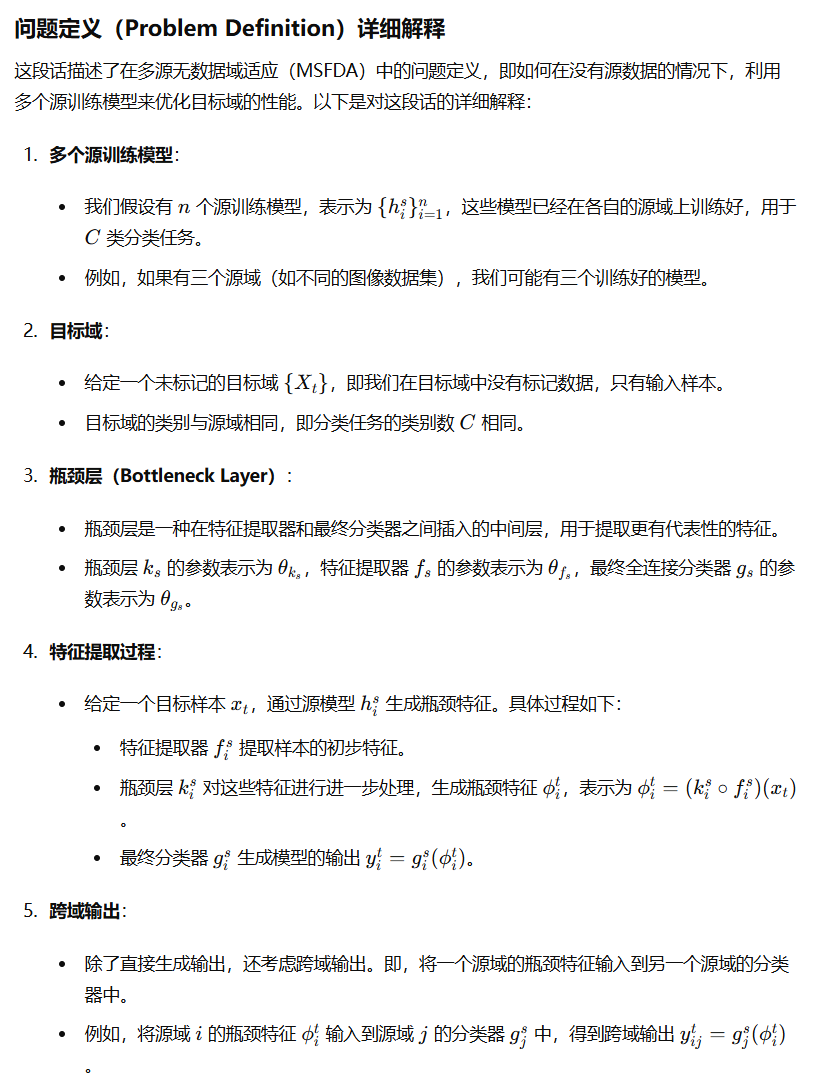 问题定义（Problem Definition）详细解释
这段话描述了在多源无数据域适应（MSFDA）中的问题定义，即如何在没有源数据的情况下，利用
多个源训练模型来优化目标域的性能。以下是对这段话的详细解释：
1. 多个源训练模型：
• 我们假设有 n 个源训练模型，表示为 {h_i^s}_{i=1}^n，这些模型已经在各自的源域上训练好，用于
C 类分类任务。
• 例如，如果有三个源域（如不同的图像数据集），我们可能有三个训练好的模型。
2. 目标域：
• 给定一个未标记的目标域 {X_t}，即我们在目标域中没有标记数据，只有输入样本。
• 目标域的类别与源域相同，即分类任务的类别数 C 相同。
3. 瓶颈层（Bottleneck Layer）：
• 瓶颈层是一种在特征提取器和最终分类器之间插入的中间层，用于提取更有代表性的特征。
• 瓶颈层 k_s 的参数表示为 θ_{k_s}，特征提取器 f_s 的参数表示为 θ_{f_s}，最终全连接分类器 g_s 的参
数表示为 θ_{g_s}。
4. 特征提取过程：
• 给定一个目标样本 x_t，通过源模型 h_i^s 生成瓶颈特征。具体过程如下：
• 特征提取器 f_i^s 提取样本的初步特征。
• 瓶颈层 k_i^s 对这些特征进行进一步处理，生成瓶颈特征 ϕ_i^t，表示为 ϕ_i^t = (k_i^s ∘ f_i^s)(x_t)
。
• 最终分类器 g_i^s 生成模型的输出 y_i^t = g_i^s(ϕ_i^t)。
5. 跨域输出：
• 除了直接生成输出，还考虑跨域输出。即，将一个源域的瓶颈特征输入到另一个源域的分类
器中。
• 例如，将源域 i 的瓶颈特征 ϕ_i^t 输入到源域 j 的分类器 g_j^s 中，得到跨域输出 y_{ij}^t = g_j^s(ϕ_i^t)
。